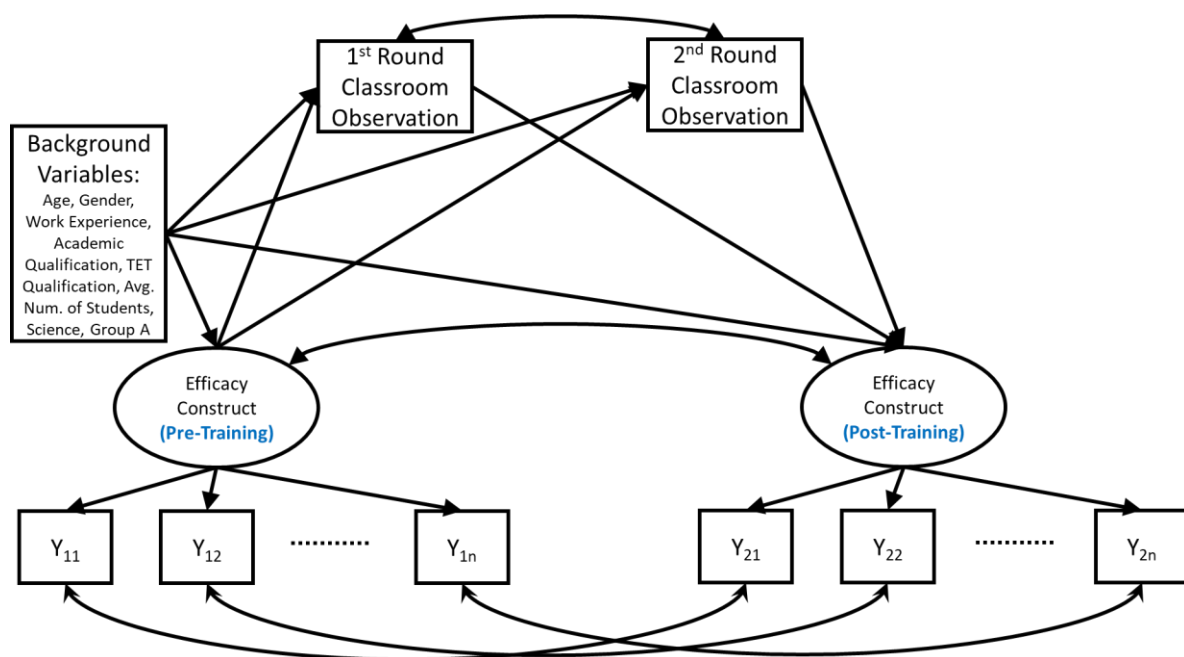 1st Round
Classroom
Observation
2nd Round
Classroom
Observation
Background
Variables:
Age, Gender,
Work Experience,
Academic
Qualification, TET
Qualification, Avg.
Num. of Students,
Science, Group A
Efficacy
Construct
(Pre-Training)
Efficacy
Construct
(Post-Training)
Y11
Y12
Y1n
Y21
Y22
Y2n